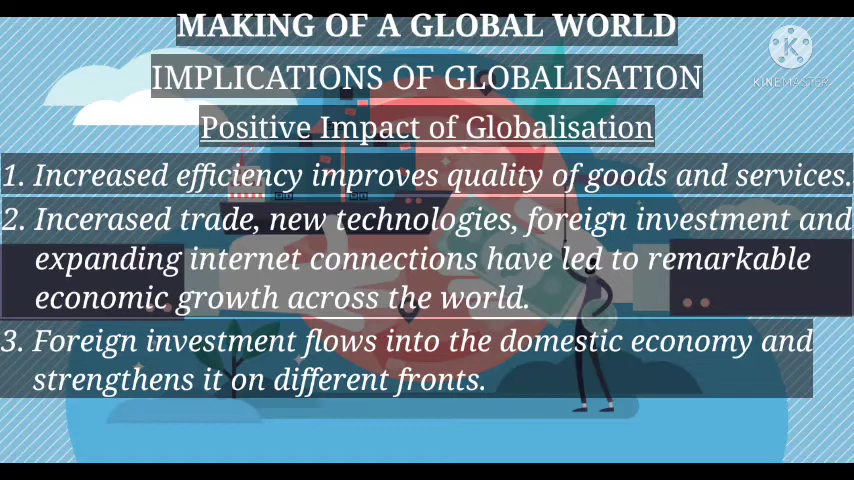 MAKING OF A GLOBAL WORLD
IMPLICATIONS OF GLOBALISATION
Positive Impact of Globalisation
1. Increased efficiency improves quality of goods and services.
2. Incerased trade, new technologies, foreign investment and
expanding internet connections have led to remarkable
economic growth across the world.
3. Foreign investment flows into the domestic economy and
strengthens it on different fronts.
K
KINEMASTER